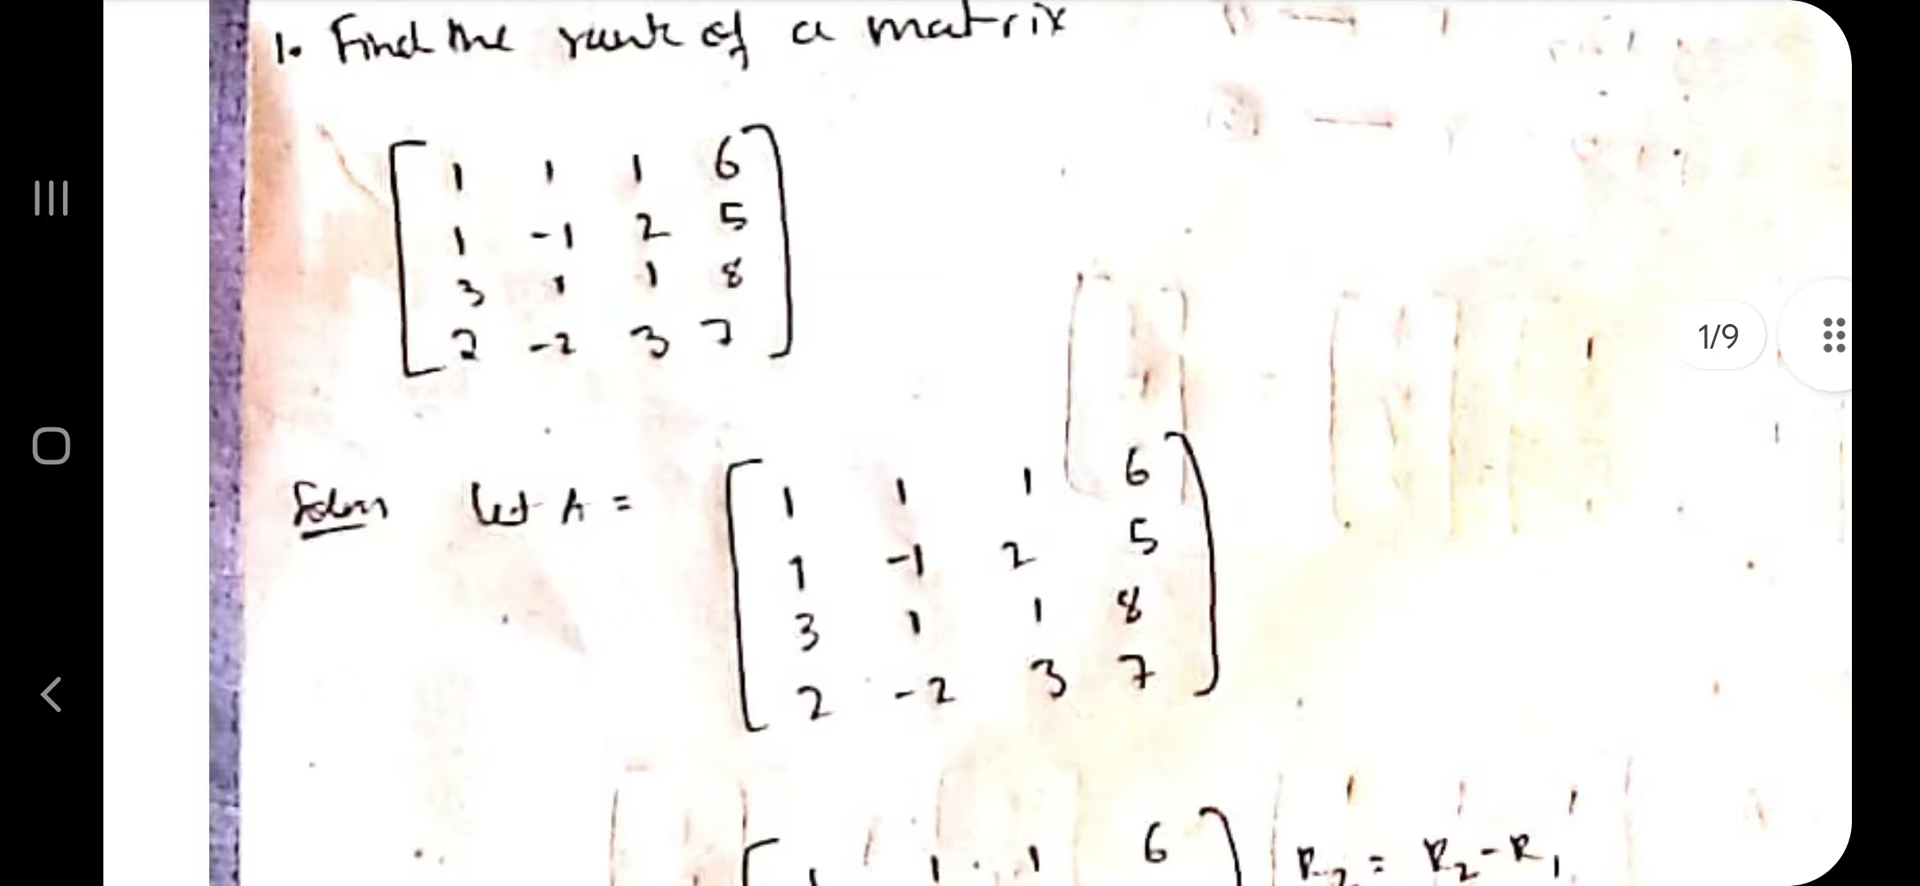 1. Find the rank of a matrix
1 1 1 6
1 -1 2 5
3 1 1 8
2 -2 3 7
1/9
Soln let A =
1 1 1 6
1 -1 2 5
3 1 1 8
2 -2 3 7
1 1 1 6 R2 = R2-R1